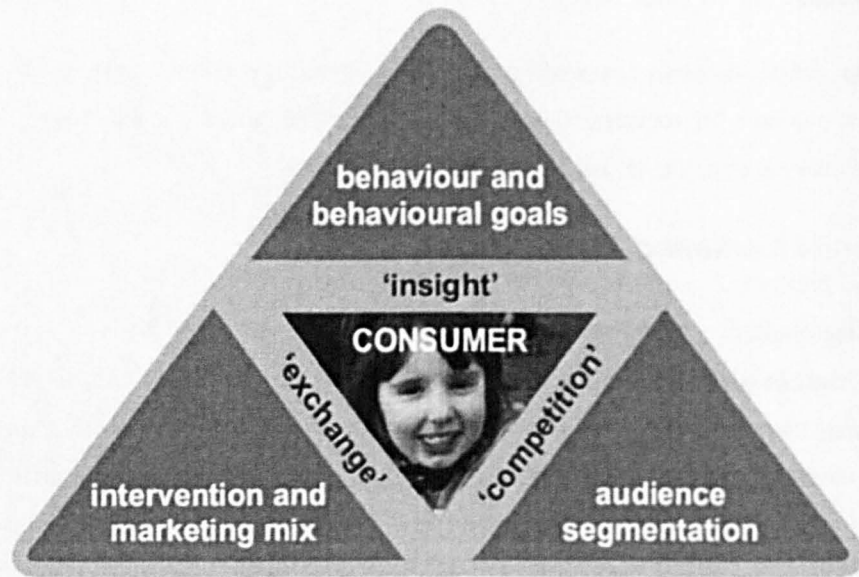 behaviour and
behavioural goals
‘insight’
CONSUMER
‘exchange’
‘competition’
intervention and
marketing mix
audience
segmentation